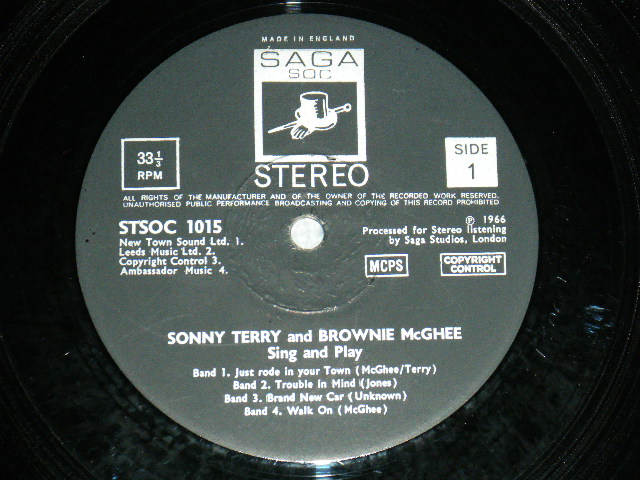 MADE IN ENGLAND
SAGA
SOC
STEREO
33 1/3
RPM
SIDE
1
ALL RIGHTS OF THE MANUFACTURER AND OF THE OWNER OF THE RECORDED WORK RESERVED.
UNAUTHORISED PUBLIC PERFORMANCE BROADCASTING AND COPYING OF THIS RECORD PROHIBITED
STSOC 1015
New Town Sound Ltd. 1.
Leeds Music Ltd. 2.
Copyright Control 3.
Ambassador Music 4.
℗ 1966
Processed for Stereo listening
by Saga Studios, London
MCPS
COPYRIGHT
CONTROL
SONNY TERRY and BROWNIE McGHEE
Sing and Play
Band 1. Just rode in your Town (McGhee/Terry)
Band 2. Trouble in Mind (Jones)
Band 3. Brand New Car (Unknown)
Band 4. Walk On (McGhee)